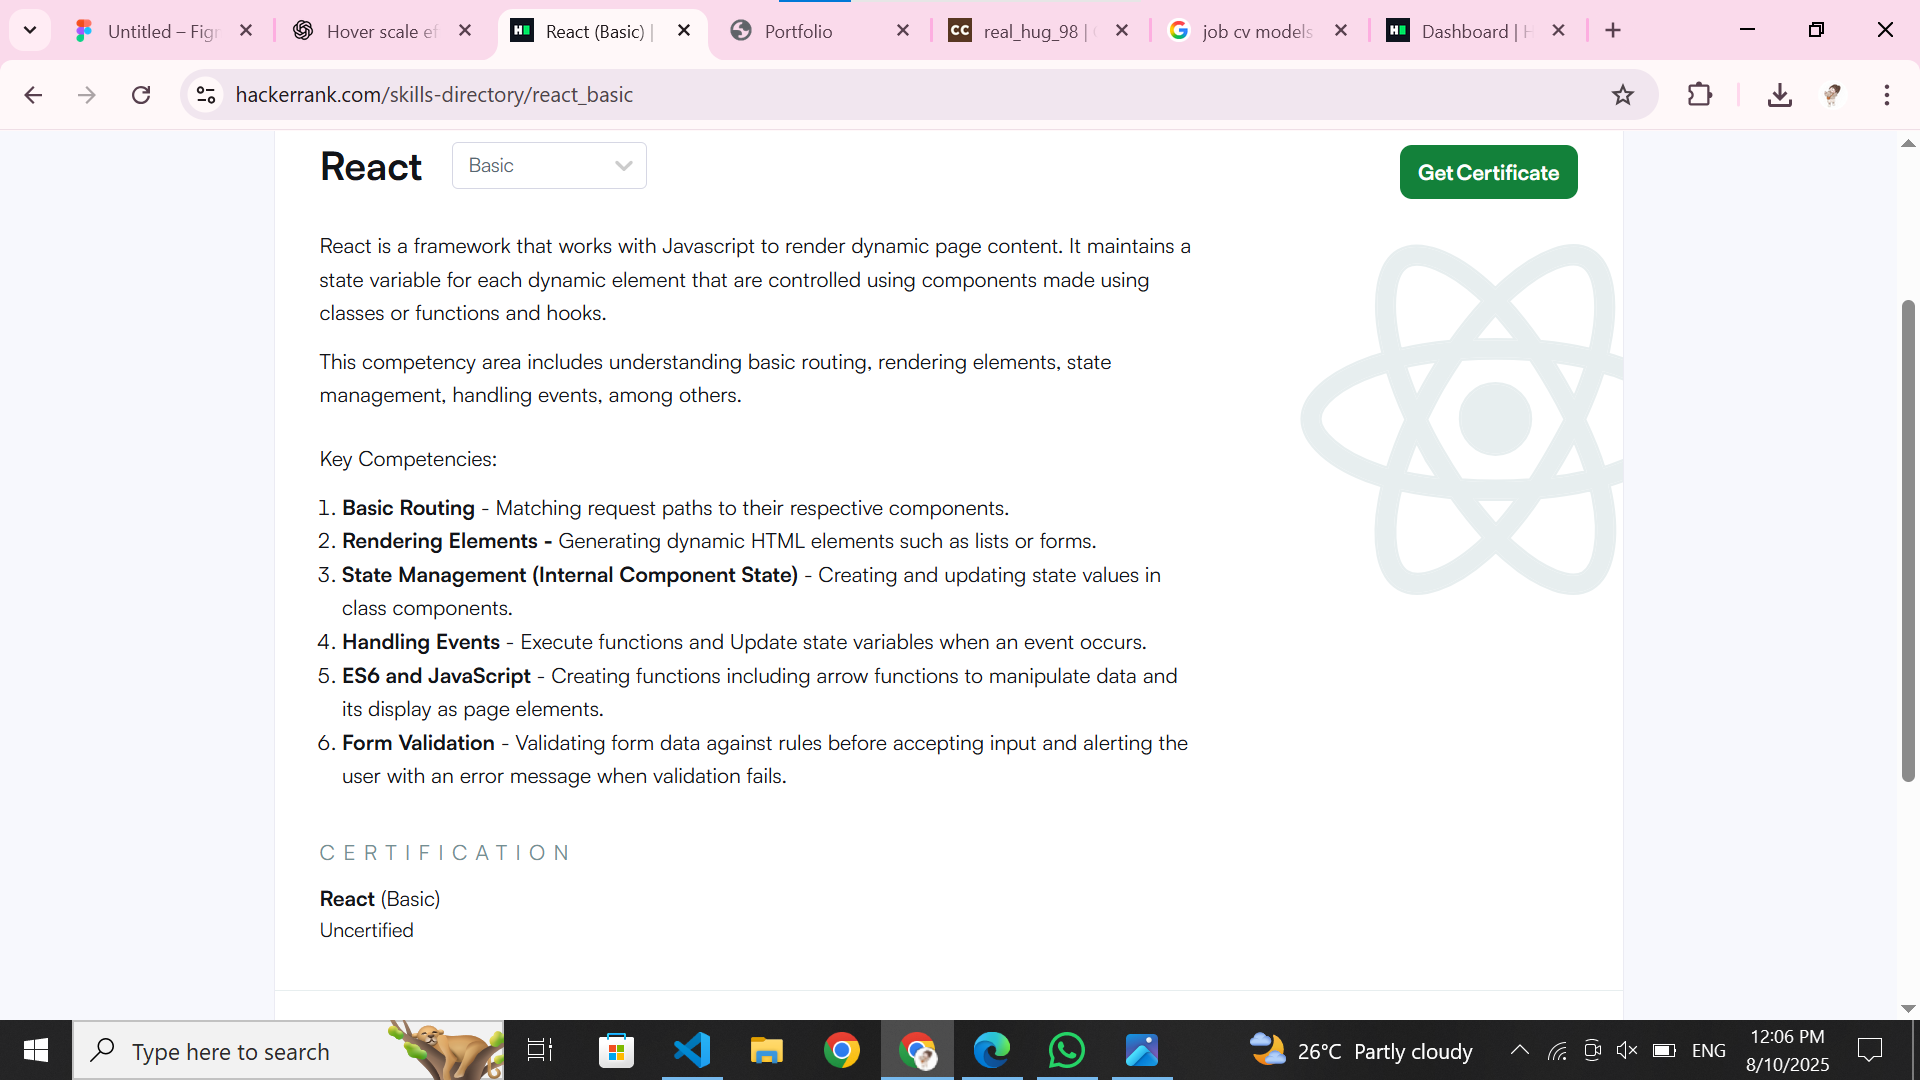 Untitled – Figr
Hover scale ef
React (Basic) |
Portfolio
CC
real_hug_98 |
job cv models
Dashboard | H
hackerrank.com/skills-directory/react_basic
React
Basic
Get Certificate
React is a framework that works with Javascript to render dynamic page content. It maintains a
state variable for each dynamic element that are controlled using components made using
classes or functions and hooks.
This competency area includes understanding basic routing, rendering elements, state
management, handling events, among others.
Key Competencies:
1. Basic Routing - Matching request paths to their respective components.
2. Rendering Elements - Generating dynamic HTML elements such as lists or forms.
3. State Management (Internal Component State) - Creating and updating state values in
class components.
4. Handling Events - Execute functions and Update state variables when an event occurs.
5. ES6 and JavaScript - Creating functions including arrow functions to manipulate data and
its display as page elements.
6. Form Validation - Validating form data against rules before accepting input and alerting the
user with an error message when validation fails.
CERTIFICATION
React (Basic)
Uncertified
Type here to search
26°C Partly cloudy
ENG
12:06 PM
8/10/2025